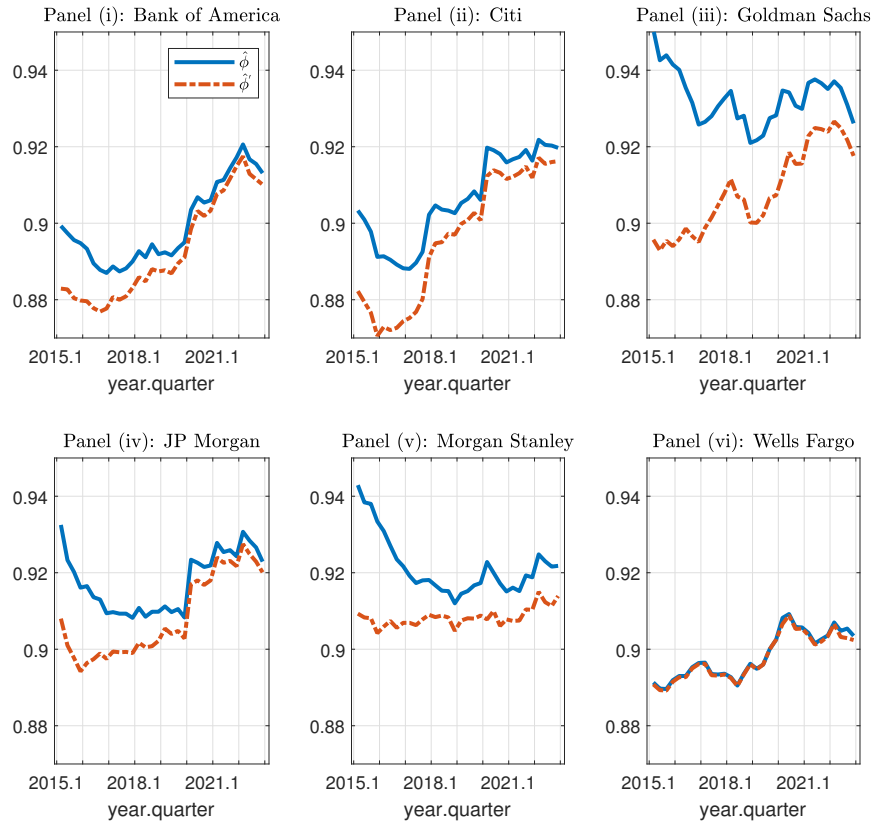 Panel (i): Bank of America
Panel (ii): Citi
Panel (iii): Goldman Sachs
0.94
0.92
0.9
0.88
ϕ̂
ϕ̂′
2015.1 2018.1 2021.1
year.quarter
0.94
0.92
0.9
0.88
2015.1 2018.1 2021.1
year.quarter
0.94
0.92
0.9
0.88
2015.1 2018.1 2021.1
year.quarter
Panel (iv): JP Morgan
Panel (v): Morgan Stanley
Panel (vi): Wells Fargo
0.94
0.92
0.9
0.88
2015.1 2018.1 2021.1
year.quarter
0.94
0.92
0.9
0.88
2015.1 2018.1 2021.1
year.quarter
0.94
0.92
0.9
0.88
2015.1 2018.1 2021.1
year.quarter